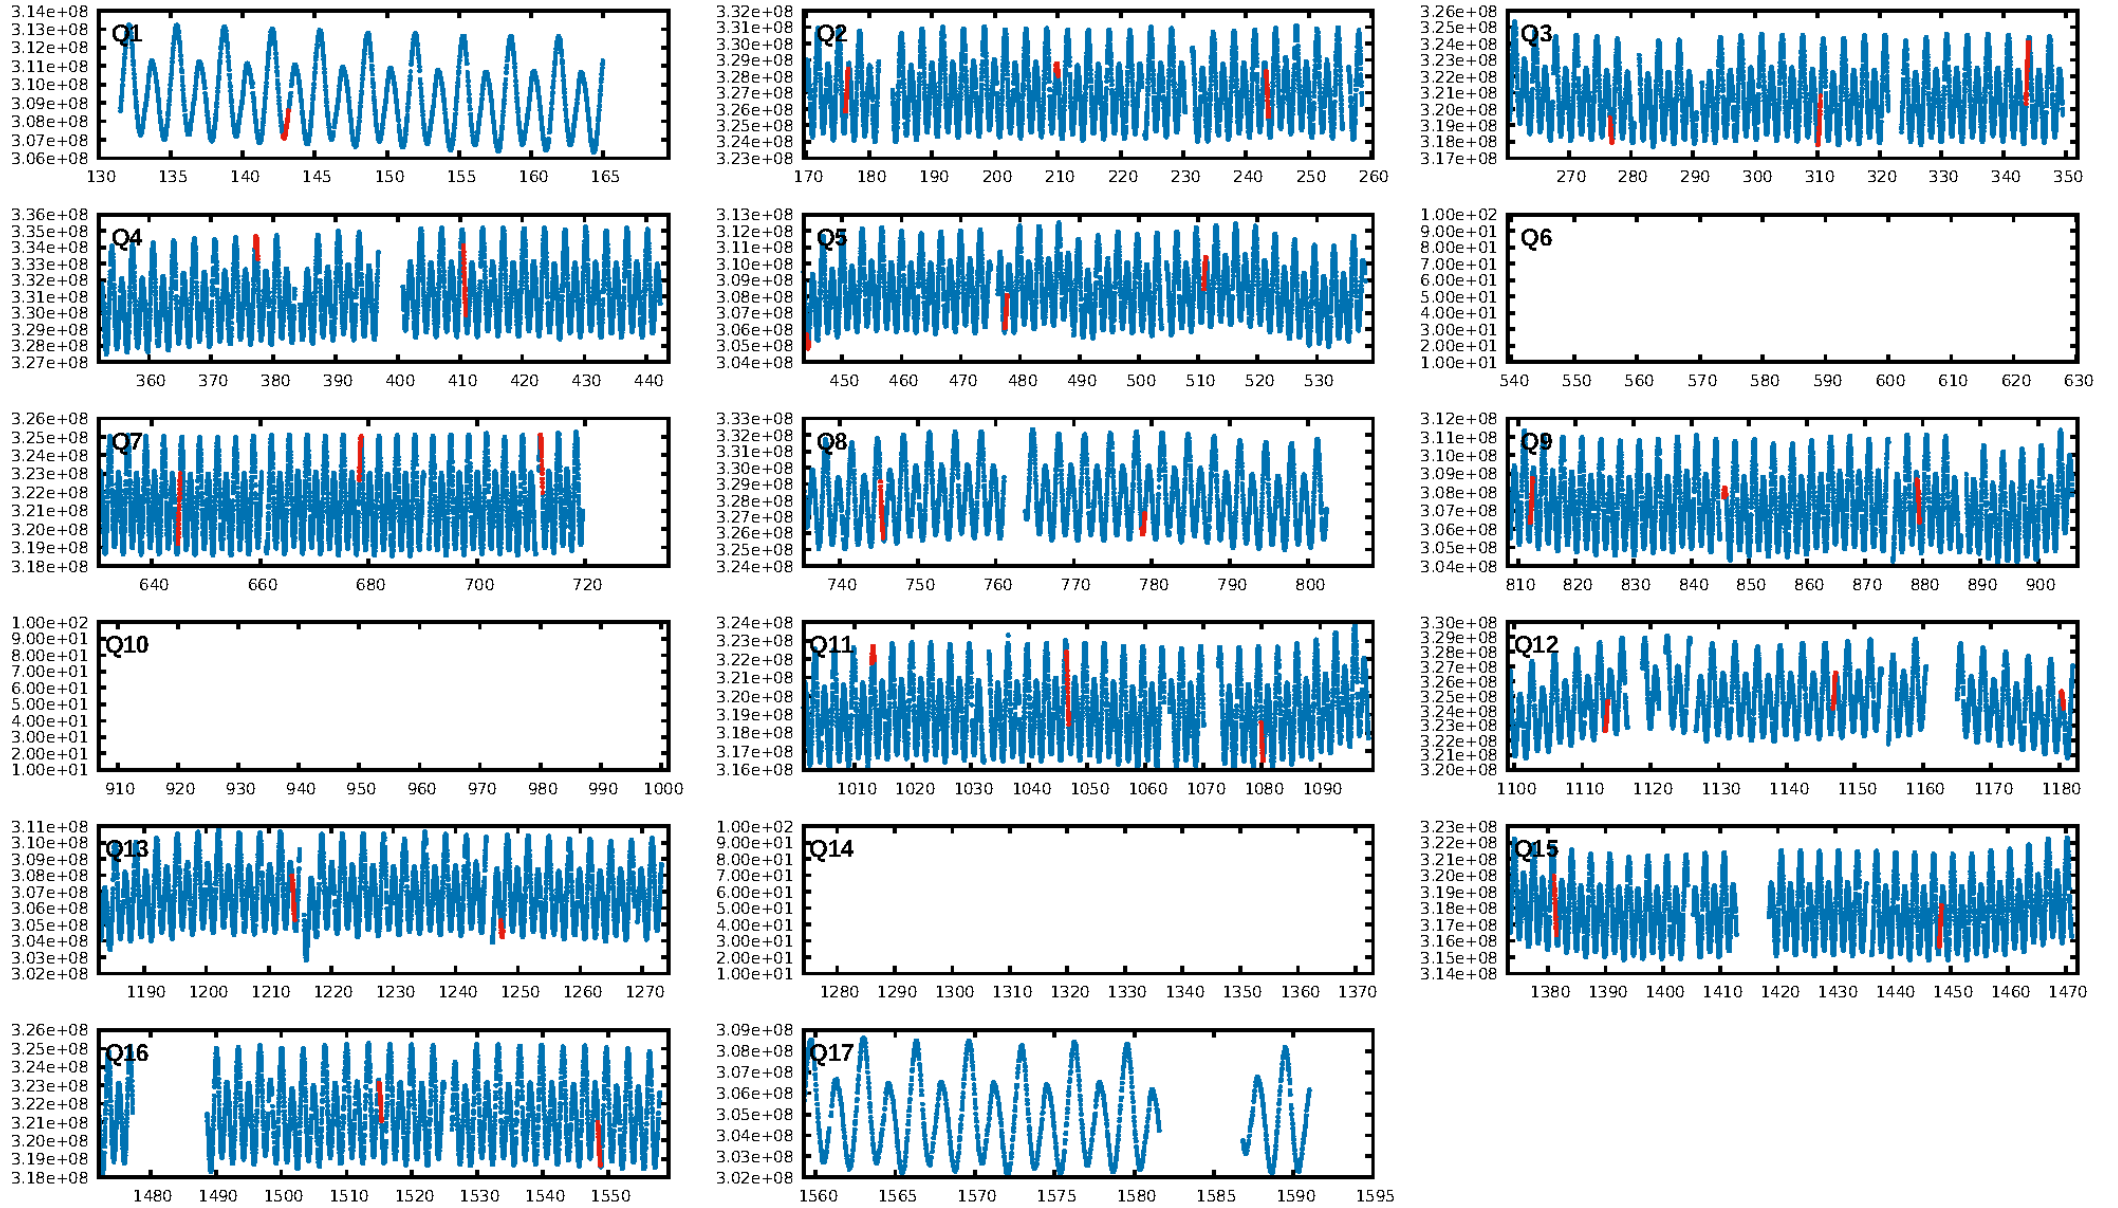 3.14e+08
3.13e+08
3.12e+08
3.11e+08
3.10e+08
3.09e+08
3.08e+08
3.07e+08
3.06e+08
Q1
130 135 140 145 150 155 160 165
3.32e+08
3.31e+08
3.30e+08
3.29e+08
3.28e+08
3.27e+08
3.26e+08
3.25e+08
3.24e+08
3.23e+08
Q2
170 180 190 200 210 220 230 240 250 260
3.26e+08
3.25e+08
3.24e+08
3.23e+08
3.22e+08
3.21e+08
3.20e+08
3.19e+08
3.18e+08
3.17e+08
Q3
270 280 290 300 310 320 330 340 350
3.36e+08
3.35e+08
3.34e+08
3.33e+08
3.32e+08
3.31e+08
3.30e+08
3.29e+08
3.28e+08
3.27e+08
Q4
360 370 380 390 400 410 420 430 440
3.13e+08
3.12e+08
3.11e+08
3.10e+08
3.09e+08
3.08e+08
3.07e+08
3.06e+08
3.05e+08
3.04e+08
Q5
450 460 470 480 490 500 510 520 530
1.00e+02
9.00e+01
8.00e+01
7.00e+01
6.00e+01
5.00e+01
4.00e+01
3.00e+01
2.00e+01
1.00e+01
Q6
540 550 560 570 580 590 600 610 620 630
3.26e+08
3.25e+08
3.24e+08
3.23e+08
3.22e+08
3.21e+08
3.20e+08
3.19e+08
3.18e+08
Q7
640 660 680 700 720
3.33e+08
3.32e+08
3.31e+08
3.30e+08
3.29e+08
3.28e+08
3.27e+08
3.26e+08
3.25e+08
3.24e+08
Q8
740 750 760 770 780 790 800
3.12e+08
3.11e+08
3.10e+08
3.09e+08
3.08e+08
3.07e+08
3.06e+08
3.05e+08
3.04e+08
Q9
810 820 830 840 850 860 870 880 890 900
1.00e+02
9.00e+01
8.00e+01
7.00e+01
6.00e+01
5.00e+01
4.00e+01
3.00e+01
2.00e+01
1.00e+01
Q10
910 920 930 940 950 960 970 980 990 1000
3.24e+08
3.23e+08
3.22e+08
3.21e+08
3.20e+08
3.19e+08
3.18e+08
3.17e+08
3.16e+08
Q11
1010 1020 1030 1040 1050 1060 1070 1080 1090
3.30e+08
3.29e+08
3.28e+08
3.27e+08
3.26e+08
3.25e+08
3.24e+08
3.23e+08
3.22e+08
3.21e+08
3.20e+08
Q12
1100 1110 1120 1130 1140 1150 1160 1170 1180
3.11e+08
3.10e+08
3.09e+08
3.08e+08
3.07e+08
3.06e+08
3.05e+08
3.04e+08
3.03e+08
3.02e+08
Q13
1190 1200 1210 1220 1230 1240 1250 1260 1270
1.00e+02
9.00e+01
8.00e+01
7.00e+01
6.00e+01
5.00e+01
4.00e+01
3.00e+01
2.00e+01
1.00e+01
Q14
1280 1290 1300 1310 1320 1330 1340 1350 1360 1370
3.23e+08
3.22e+08
3.21e+08
3.20e+08
3.19e+08
3.18e+08
3.17e+08
3.16e+08
3.15e+08
3.14e+08
Q15
1380 1390 1400 1410 1420 1430 1440 1450 1460 1470
3.26e+08
3.25e+08
3.24e+08
3.23e+08
3.22e+08
3.21e+08
3.20e+08
3.19e+08
3.18e+08
Q16
1480 1490 1500 1510 1520 1530 1540 1550
3.09e+08
3.08e+08
3.07e+08
3.06e+08
3.05e+08
3.04e+08
3.03e+08
3.02e+08
Q17
1560 1565 1570 1575 1580 1585 1590 1595